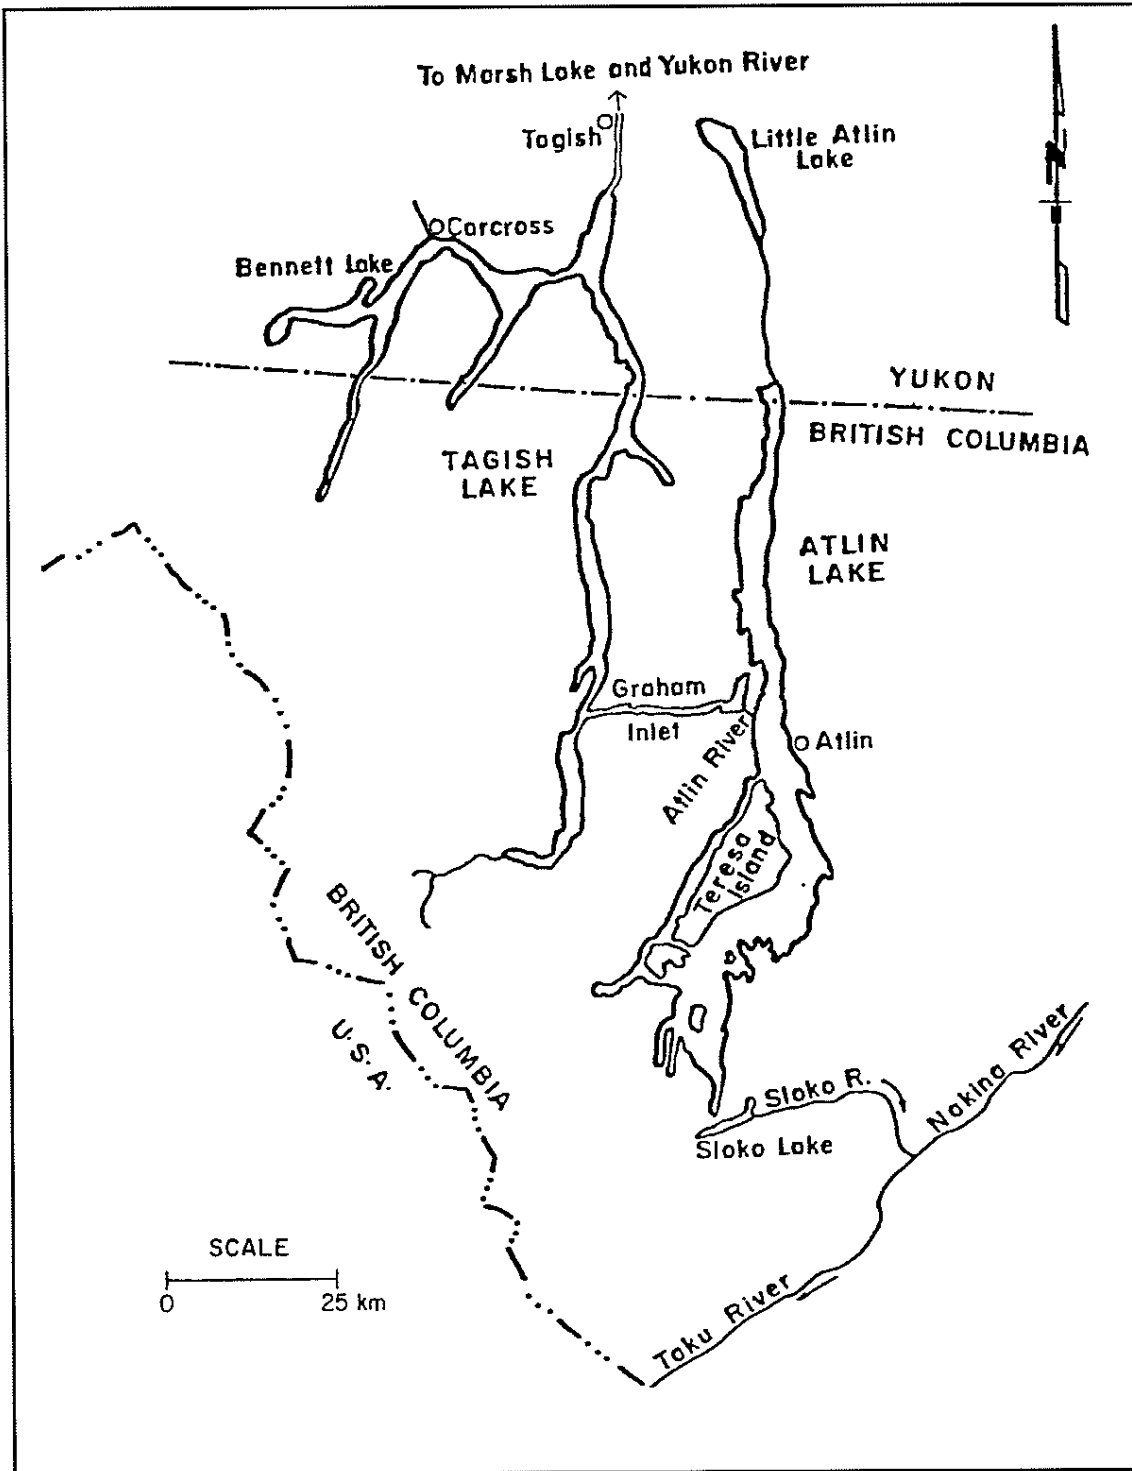 To Marsh Lake and Yukon River
Tagish
Little Atlin
Lake
Carcross
Bennett Lake
YUKON
BRITISH COLUMBIA
TAGISH
LAKE
ATLIN
LAKE
Graham
Inlet
Atlin River
Atlin
Teresa
Island
BRITISH COLUMBIA
U.S.A.
Sloko R.
Nakina River
Sloko Lake
SCALE
0 25 km
Taku River
N